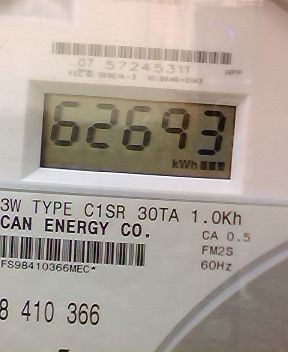 07 57245311 NPP
62693
kWh
3W TYPE C1SR 30TA 1.0Kh
CAN ENERGY CO.
CA 0.5
FM2S
FS98410366MEC*
60Hz
8 410 366